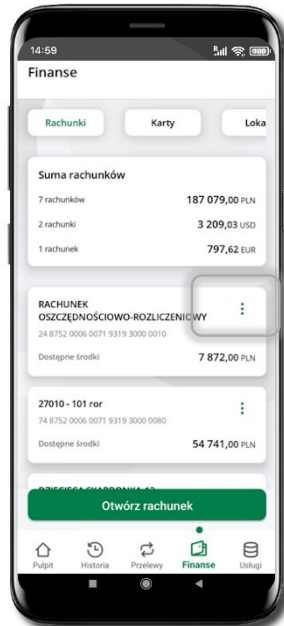 14:59
Finanse
Rachunki Karty Loka
Suma rachunków
7 rachunków 187 079,00 PLN
2 rachunki 3 209,03 USD
1 rachunek 797,62 EUR
RACHUNEK
OSZCZĘDNOŚCIOWO-ROZLICZENIOWY
24 8752 0006 0071 9319 3000 0010
Dostępne środki 7 872,00 PLN
27010 - 101 ror
74 8752 0006 0071 9319 3000 0080
Dostępne środki 54 741,00 PLN
Otwórz rachunek
Pulpit Historia Przelewy Finanse Usługi